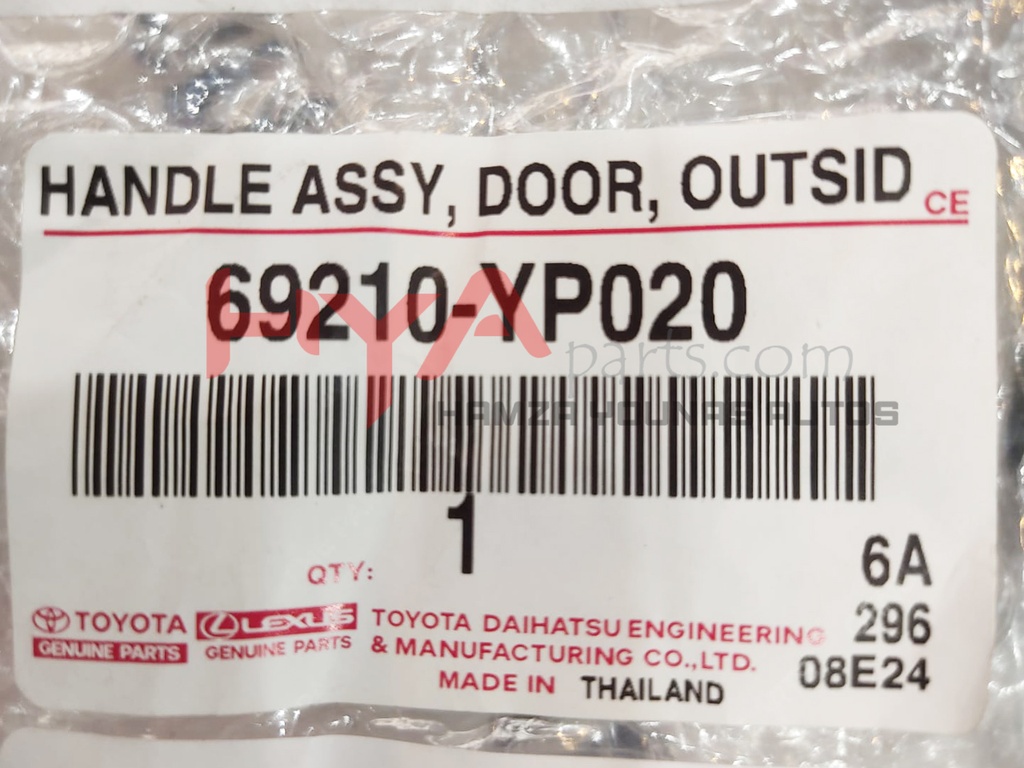 HANDLE ASSY, DOOR, OUTSID CE
69210-YP020
HYA parts.com
HAMZA YOUNAS AUTOS
QTY: 1
6A
TOYOTA LEXUS TOYOTA DAIHATSU ENGINEERING 296
GENUINE PARTS GENUINE PARTS & MANUFACTURING CO.,LTD. 08E24
MADE IN THAILAND